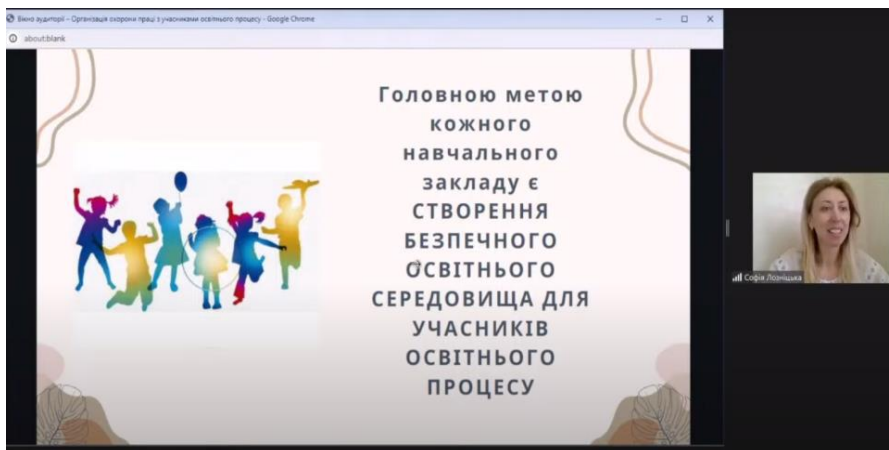 Вікно аудиторії – Організація охорони праці з учасниками освітнього процесу - Google Chrome
about:blank
Головною метою
кожного
навчального
закладу є
СТВОРЕННЯ
БЕЗПЕЧНОГО
ОСВІТНЬОГО
СЕРЕДОВИЩА ДЛЯ
УЧАСНИКІВ
ОСВІТНЬОГО
ПРОЦЕСУ
Софія Лозніцька